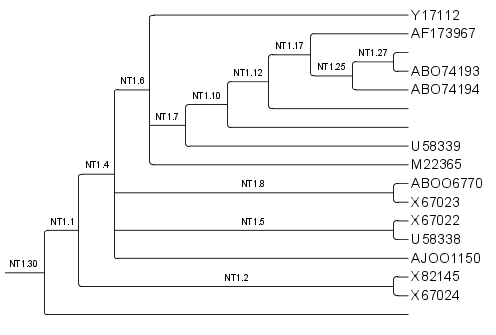 Y17112
AF173967
NT1.17
NT1.27
NT1.25
ABO74193
NT1.12
NT1.6
ABO74194
NT1.10
NT1.7
U58339
NT1.4
M22365
NT1.8
ABOO6770
X67023
NT1.1
NT1.5
X67022
U58338
NT1.30
AJOO1150
NT1.2
X82145
X67024